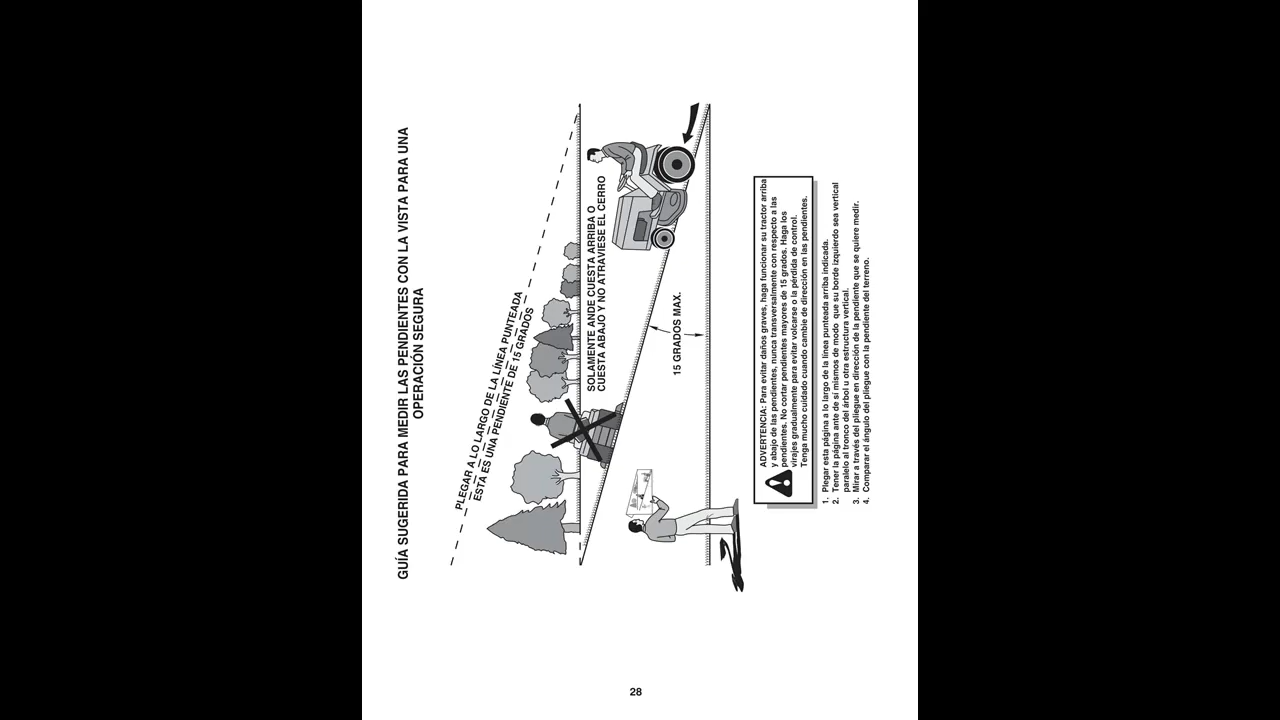 GUÍA SUGERIDA PARA MEDIR LAS PENDIENTES CON LA VISTA PARA UNA
OPERACIÓN SEGURA
PLEGAR A LO LARGO DE LA LÍNEA PUNTEADA
ESTA ES UNA PENDIENTE DE 15 GRADOS
SOLAMENTE ANDE CUESTA ARRIBA O
CUESTA ABAJO Y NO ATRAVIESE EL CERRO
15 GRADOS MAX.
ADVERTENCIA: Para evitar daños graves, haga funcionar su tractor arriba
y abajo de las pendientes, nunca transversalmente con respecto a las
pendientes. No cortar pendientes mayores de 15 grados. Haga los
virajes gradualmente para evitar volcarse o la pérdida de control.
Tenga mucho cuidado cuando cambie de dirección en las pendientes.
1. Plegar esta página a lo largo de la línea punteada arriba indicada.
2. Tener la página ante de sí mismos de modo que su borde izquierdo sea vertical
paralelo al tronco del árbol u otra estructura vertical.
3. Mirar a través del pliegue en dirección de la pendiente que se quiere medir.
4. Comparar el ángulo del pliegue con la pendiente del terreno.
28